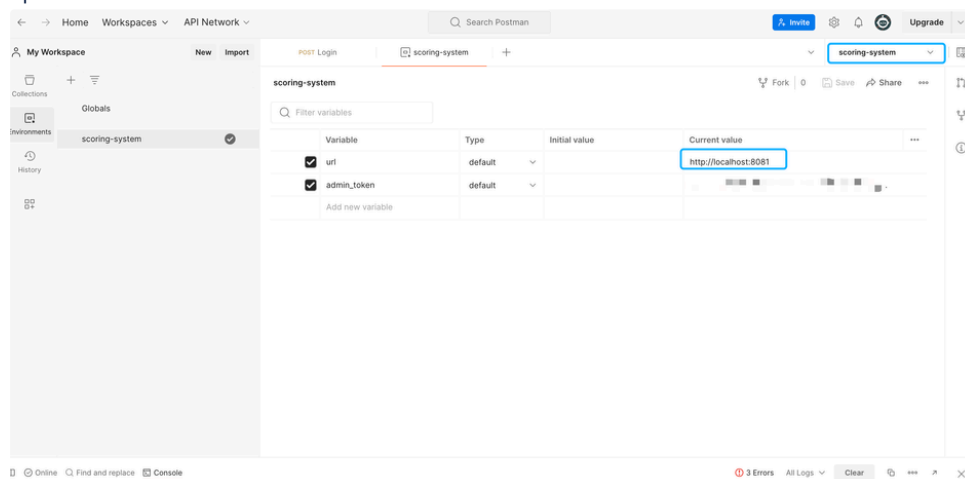 Home Workspaces API Network Search Postman Invite Upgrade
My Workspace New Import POST Login scoring-system scoring-system
Collections
scoring-system Fork 0 Save Share
Globals
Filter variables
Environments
scoring-system
Variable Type Initial value Current value
History
url default http://localhost:8081
admin_token default
Add new variable
Online Find and replace Console 3 Errors All Logs Clear